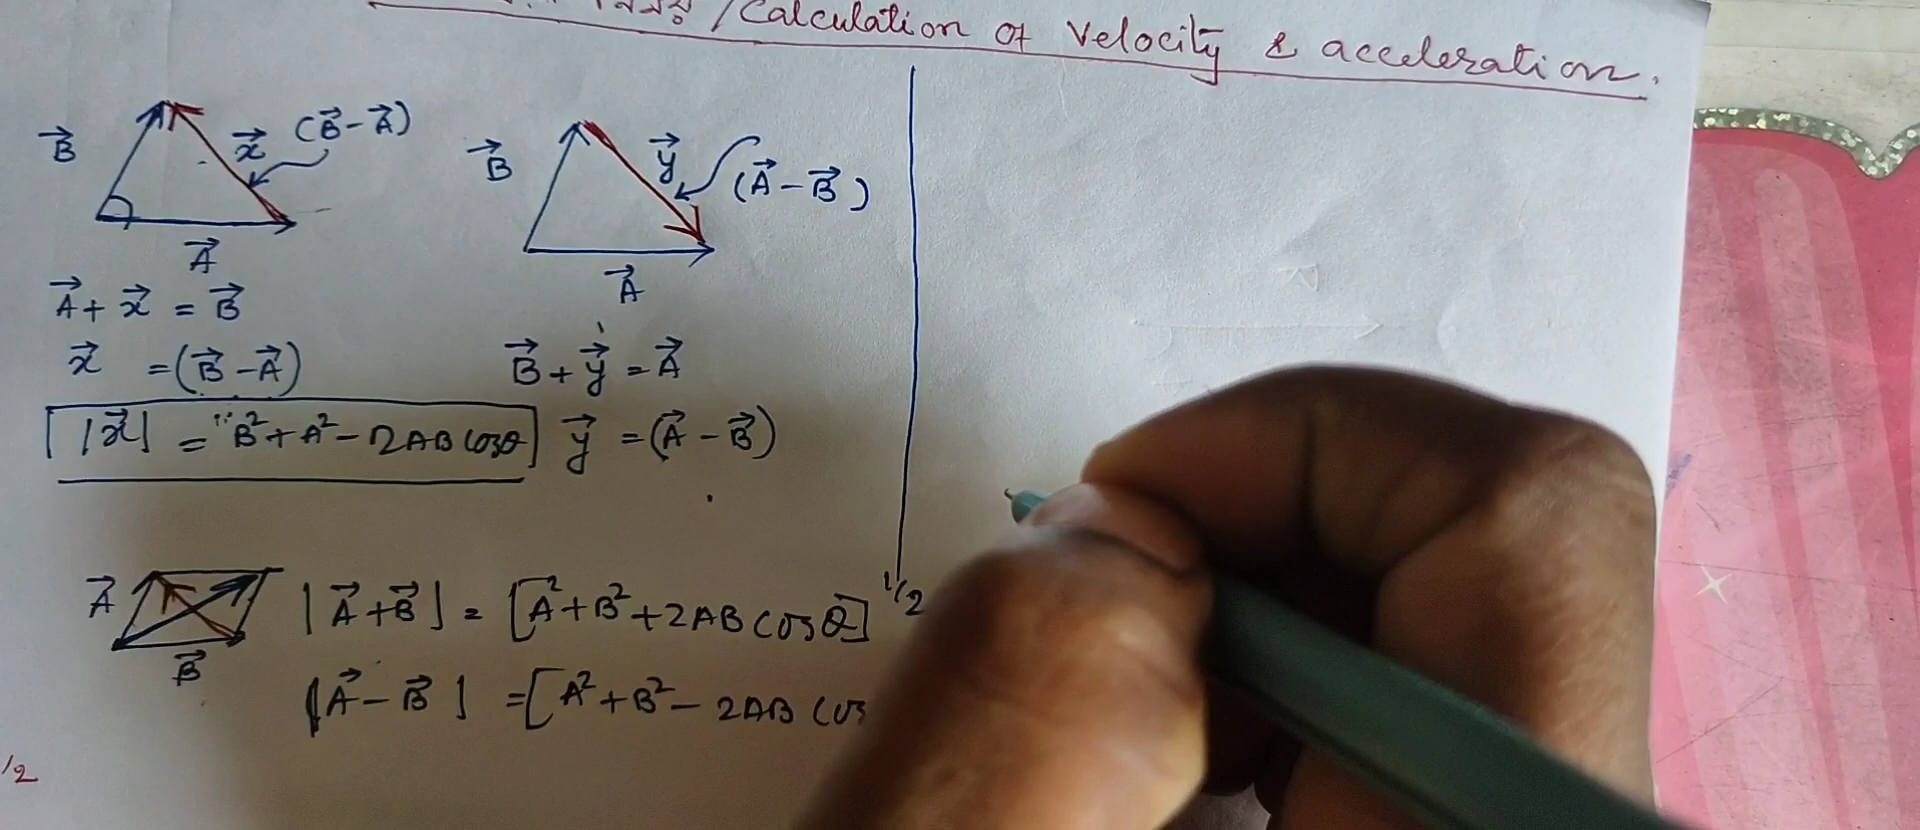 /Calculation of Velocity & acceleration.
B⃗ x⃗ (B⃗-A⃗)
A⃗
B⃗ y⃗ (A⃗-B⃗)
A⃗
A⃗+x⃗ = B⃗
x⃗ =(B⃗-A⃗)
|x⃗| = B²+A²-2AB cosθ
B⃗+y⃗=A⃗
y⃗ =(A⃗-B⃗)
A⃗
B⃗
|A⃗+B⃗| = [A²+B²+2AB cosθ]^1/2
|A⃗-B⃗| =[A²+B²-2AB cos
1/2